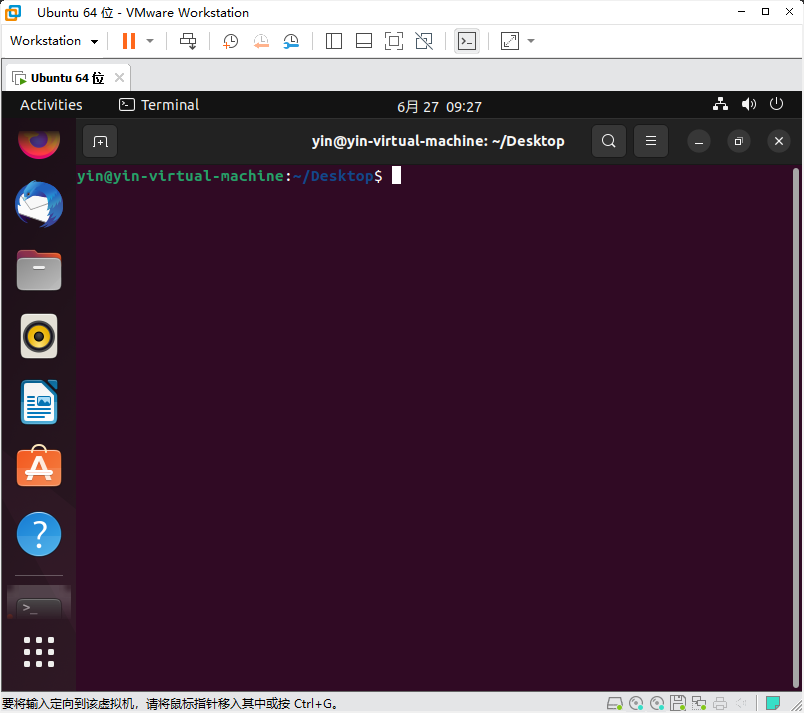 Ubuntu 64 位 - VMware Workstation
Workstation
Ubuntu 64 位
Activities
Terminal
6月 27 09:27
yin@yin-virtual-machine: ~/Desktop
yin@yin-virtual-machine:~/Desktop$
要将输入定向到该虚拟机，请将鼠标指针移入其中或按 Ctrl+G。